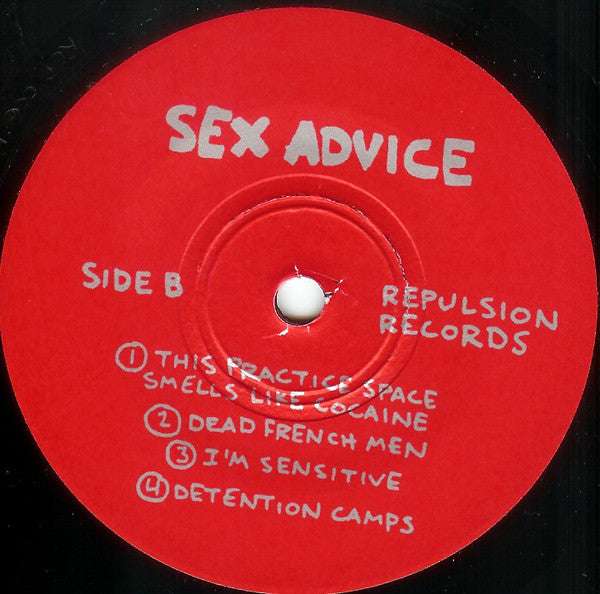 SEX ADVICE
SIDE B
REPULSION
RECORDS
① THIS PRACTICE SPACE
SMELLS LIKE COCAINE
② DEAD FRENCH MEN
③ I'M SENSITIVE
④ DETENTION CAMPS